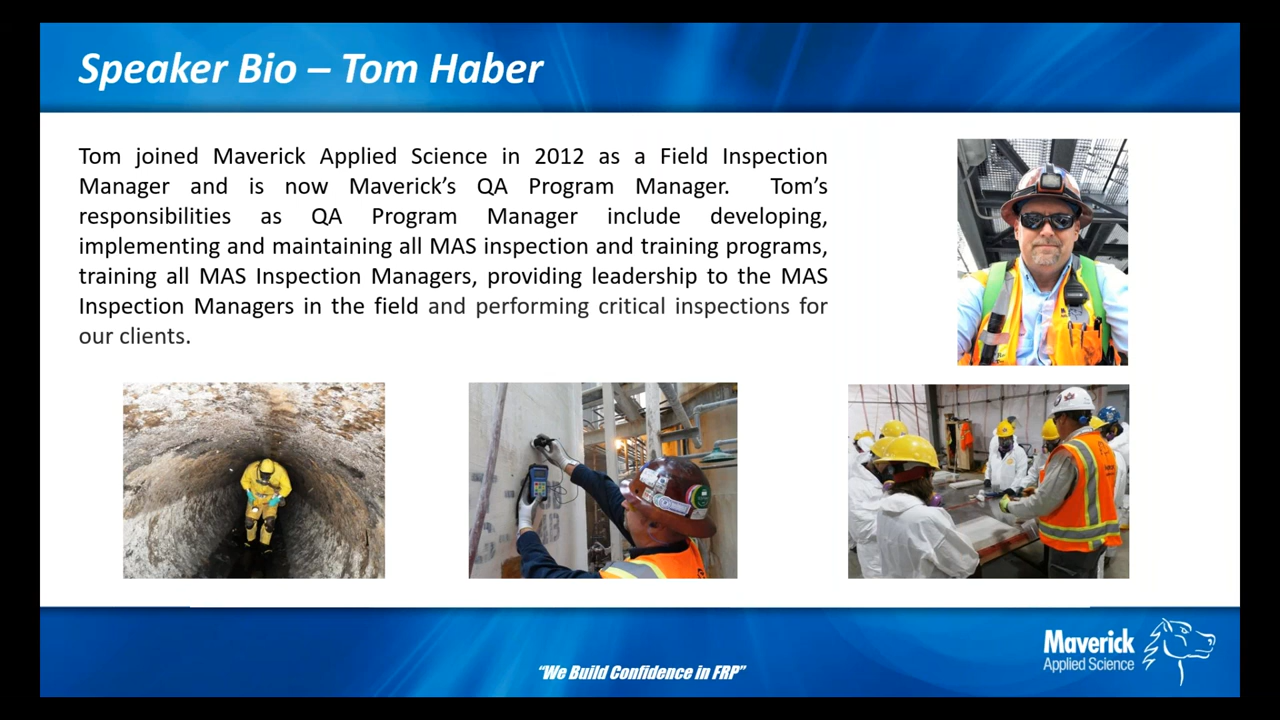 Speaker Bio – Tom Haber
Tom joined Maverick Applied Science in 2012 as a Field Inspection
Manager and is now Maverick’s QA Program Manager. Tom’s
responsibilities as QA Program Manager include developing,
implementing and maintaining all MAS inspection and training programs,
training all MAS Inspection Managers, providing leadership to the MAS
Inspection Managers in the field and performing critical inspections for
our clients.
“We Build Confidence in FRP”
Maverick
Applied Science